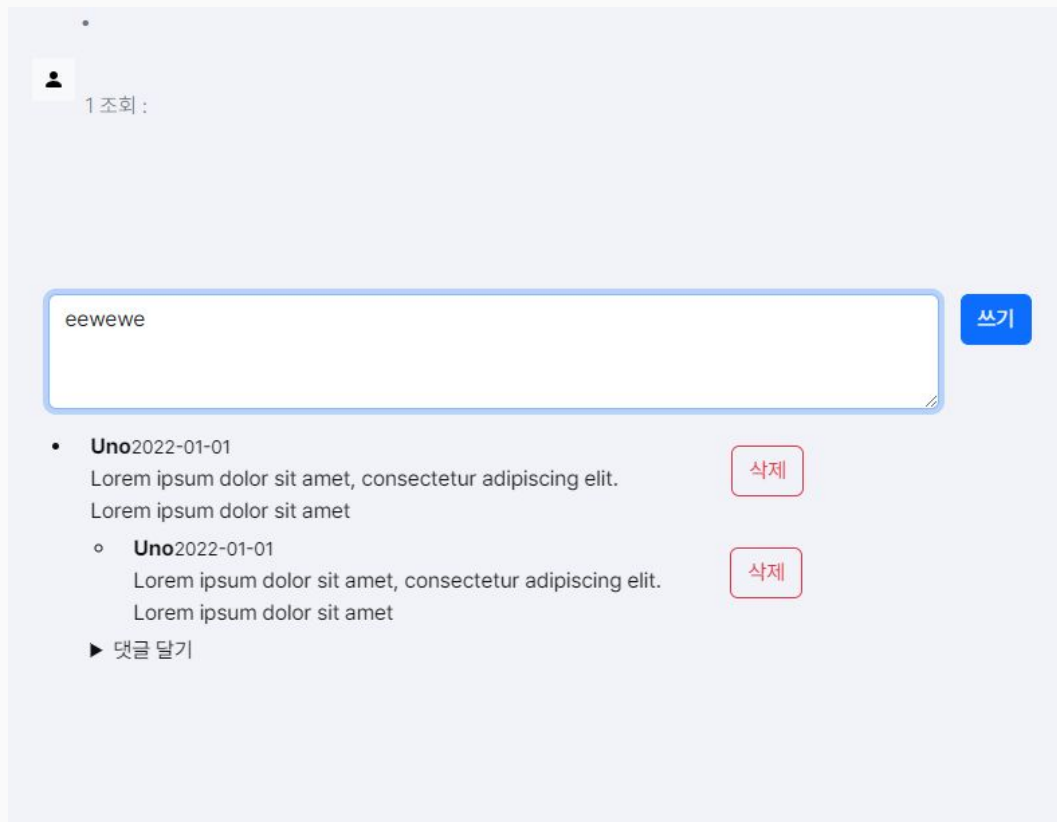 1 조회 :
eewewe
쓰기
Uno2022-01-01
삭제
Lorem ipsum dolor sit amet, consectetur adipiscing elit.
Lorem ipsum dolor sit amet
Uno2022-01-01
삭제
Lorem ipsum dolor sit amet, consectetur adipiscing elit.
Lorem ipsum dolor sit amet
▶ 댓글 달기